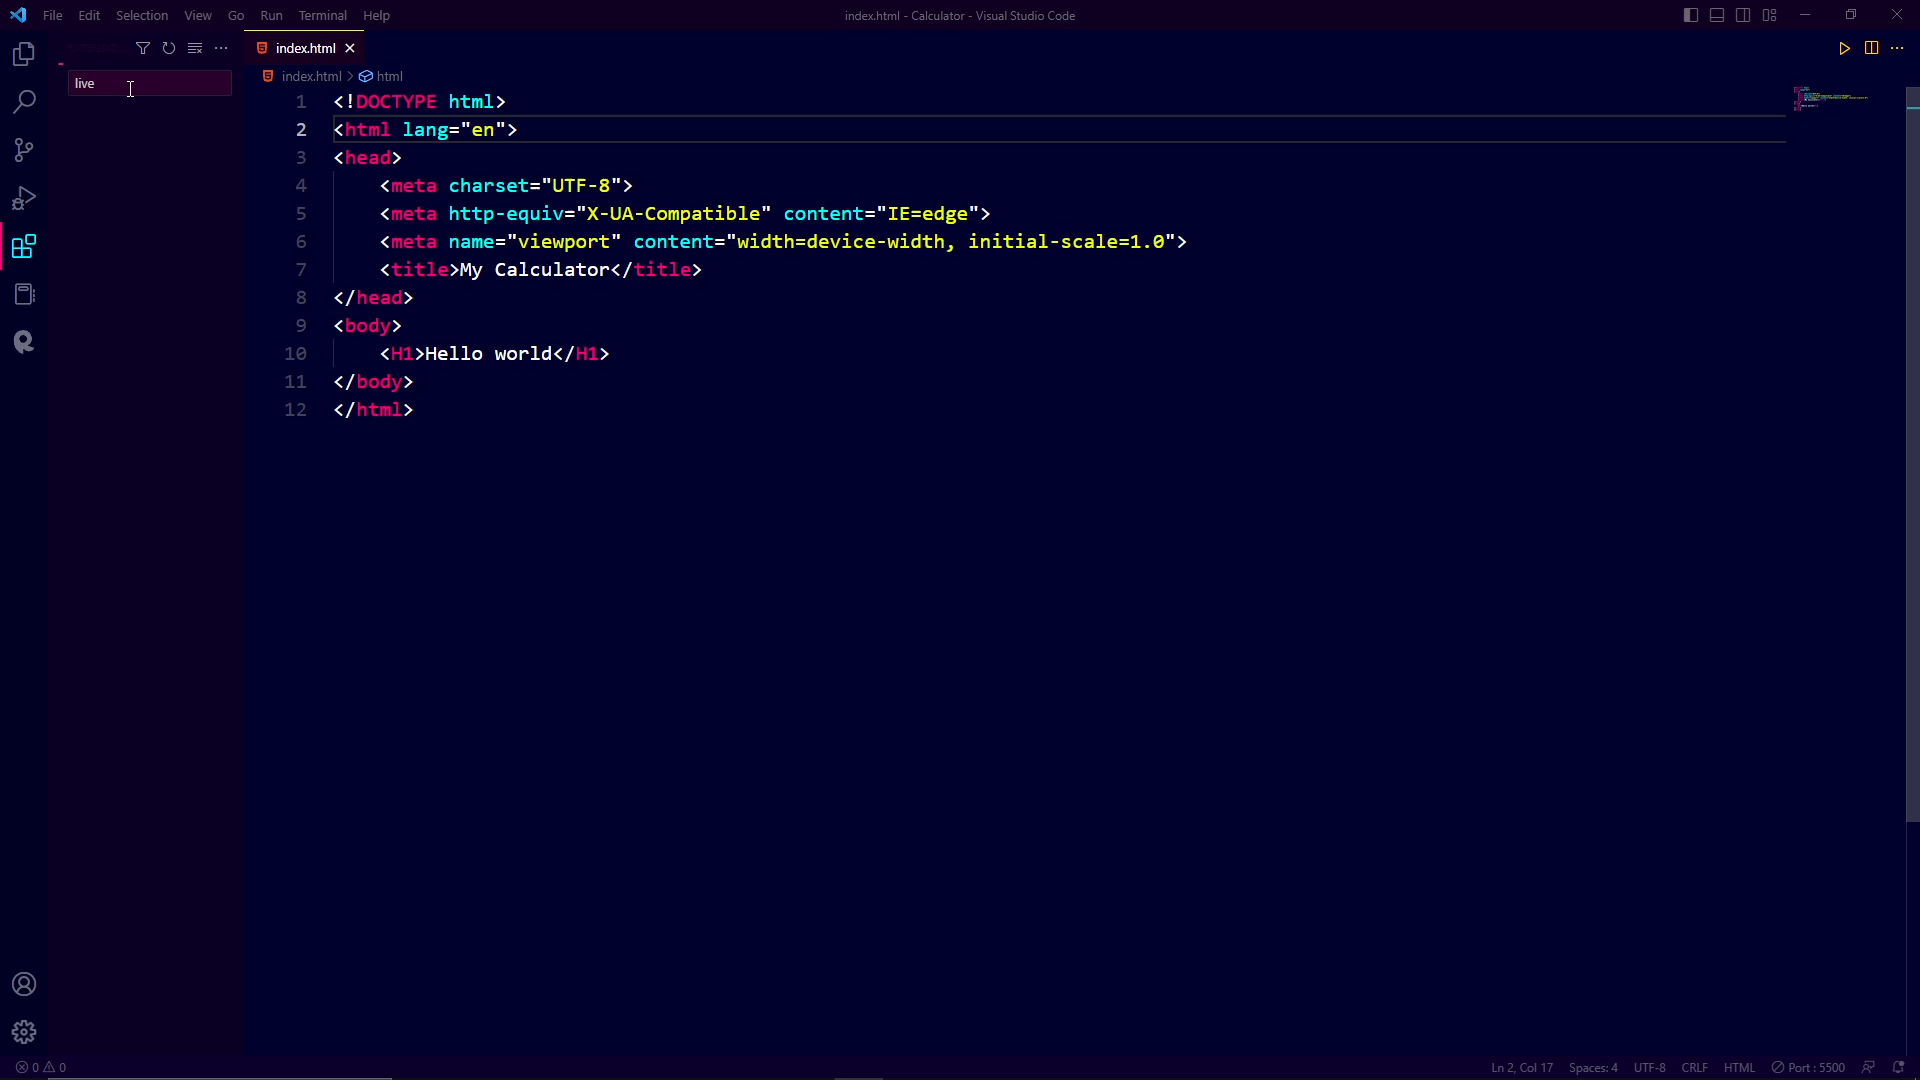 File Edit Selection View Go Run Terminal Help
index.html - Calculator - Visual Studio Code
live
index.html
index.html > html
1 <!DOCTYPE html>
2 <html lang="en">
3 <head>
4 <meta charset="UTF-8">
5 <meta http-equiv="X-UA-Compatible" content="IE=edge">
6 <meta name="viewport" content="width=device-width, initial-scale=1.0">
7 <title>My Calculator</title>
8 </head>
9 <body>
10 <H1>Hello world</H1>
11 </body>
12 </html>
0 0
Ln 2, Col 17 Spaces: 4 UTF-8 CRLF HTML Port : 5500